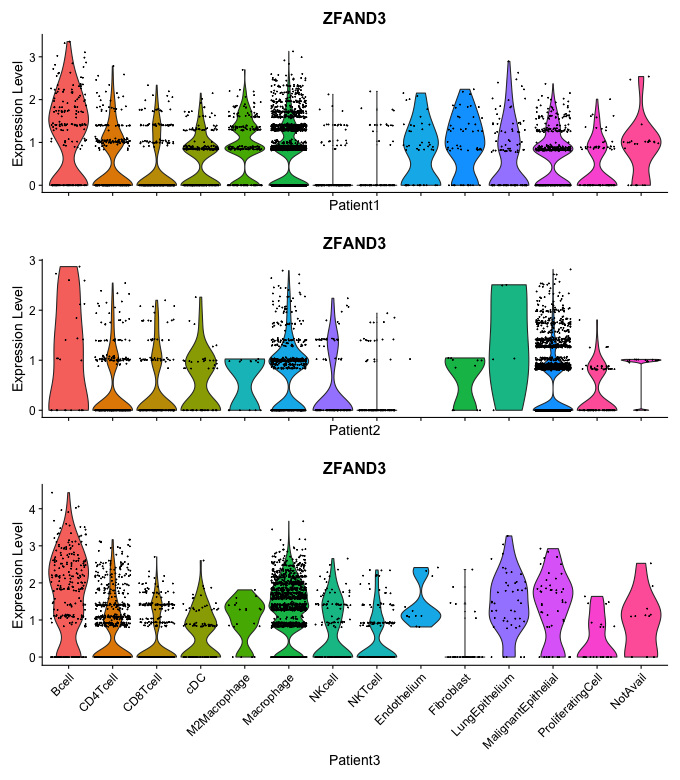 ZFAND3
Expression Level
3
2
1
0
Patient1
ZFAND3
Expression Level
3
2
1
0
Patient2
ZFAND3
Expression Level
4
3
2
1
0
Bcell
CD4Tcell
CD8Tcell
cDC
M2Macrophage
Macrophage
NKcell
NKTcell
Endothelium
Fibroblast
LungEpithelium
MalignantEpithelial
ProliferatingCell
NotAvail
Patient3